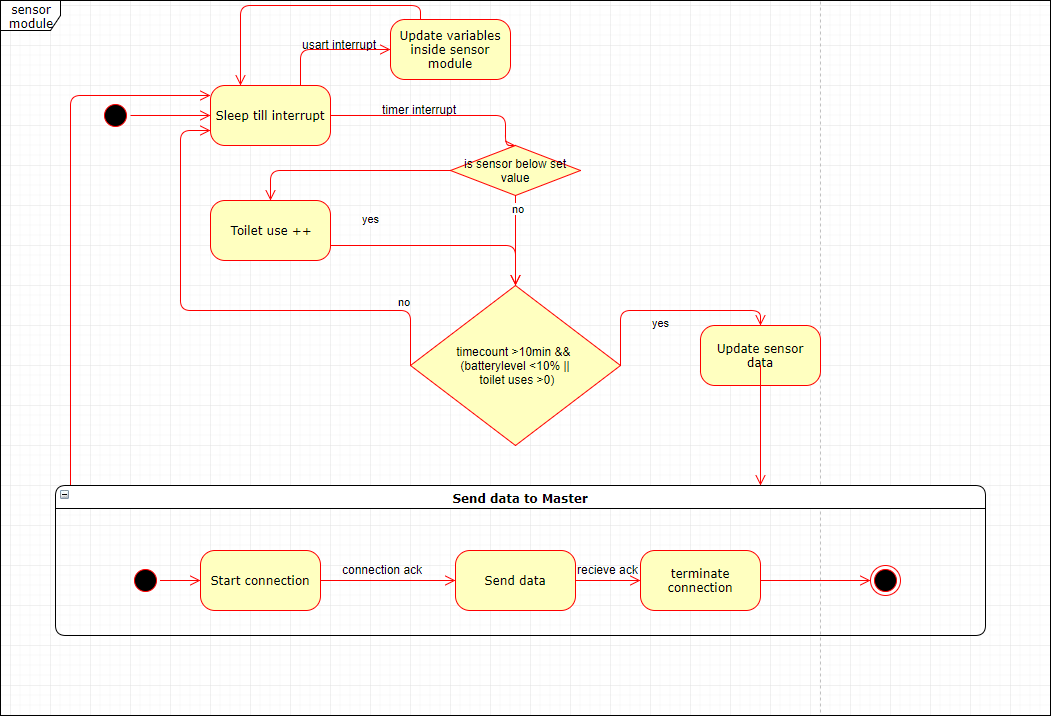 sensor
module
Update variables
inside sensor
module
usart interrupt
Sleep till interrupt
timer interrupt
is sensor below set
value
no
Toilet use ++
yes
no
yes
timecount >10min &&
(batterylevel <10% ||
toilet uses >0)
Update sensor
data
Send data to Master
Start connection
connection ack
Send data
recieve ack
terminate
connection